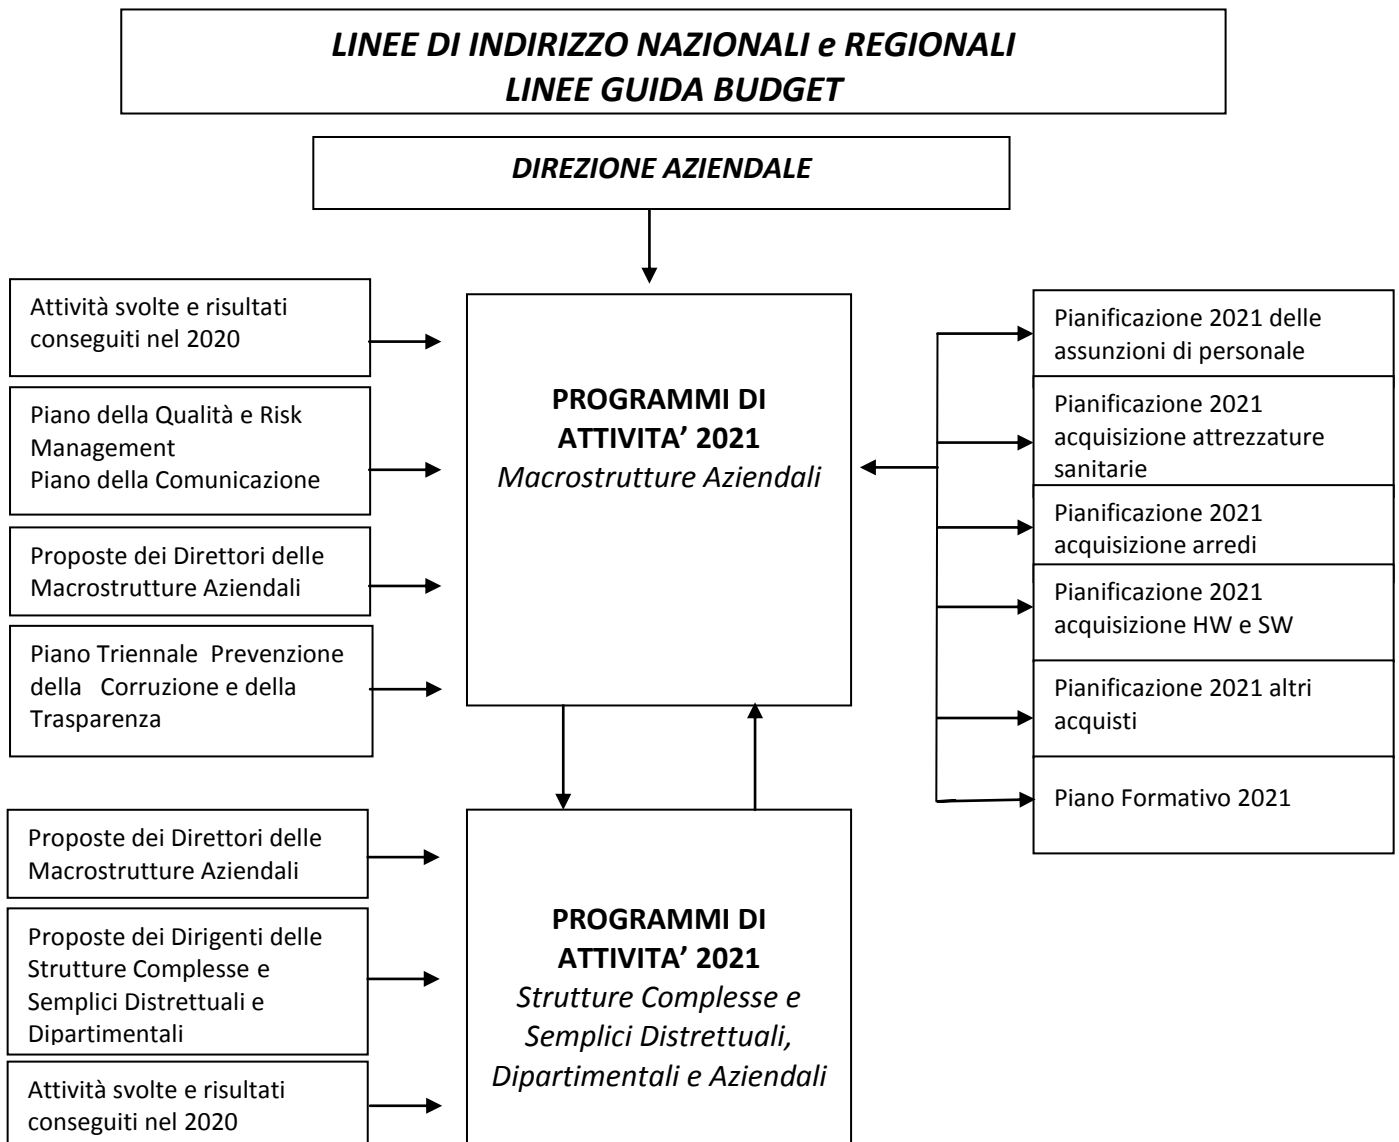 LINEE DI INDIRIZZO NAZIONALI e REGIONALI
LINEE GUIDA BUDGET
DIREZIONE AZIENDALE
Attività svolte e risultati
conseguiti nel 2020
Piano della Qualità e Risk
Management
Piano della Comunicazione
Proposte dei Direttori delle
Macrostrutture Aziendali
Piano Triennale Prevenzione
della Corruzione e della
Trasparenza
PROGRAMMI DI
ATTIVITA’ 2021
Macrostrutture Aziendali
Pianificazione 2021 delle
assunzioni di personale
Pianificazione 2021
acquisizione attrezzature
sanitarie
Pianificazione 2021
acquisizione arredi
Pianificazione 2021
acquisizione HW e SW
Pianificazione 2021 altri
acquisti
Piano Formativo 2021
Proposte dei Direttori delle
Macrostrutture Aziendali
Proposte dei Dirigenti delle
Strutture Complesse e
Semplici Distrettuali e
Dipartimentali
Attività svolte e risultati
conseguiti nel 2020
PROGRAMMI DI
ATTIVITA’ 2021
Strutture Complesse e
Semplici Distrettuali,
Dipartimentali e Aziendali